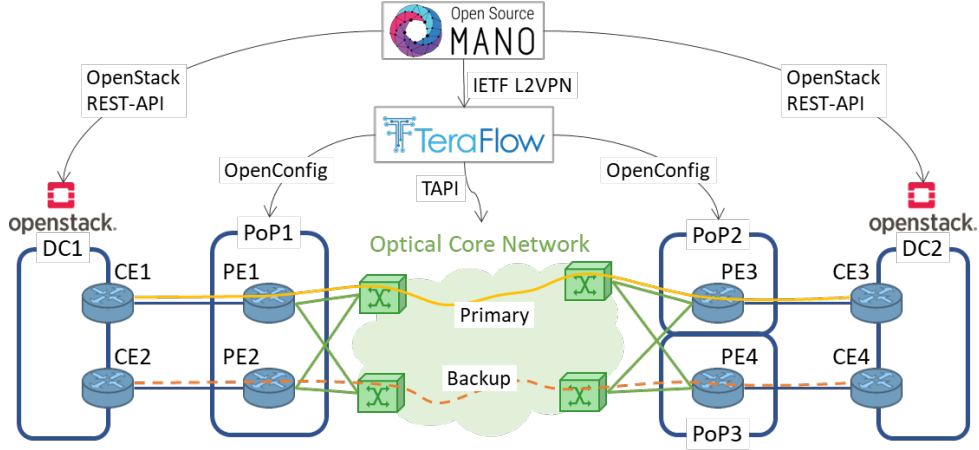 Open Source
MANO
OpenStack
REST-API
IETF L2VPN
OpenStack
REST-API
TeraFlow
OpenConfig
TAPI
OpenConfig
openstack.
openstack.
DC1
PoP1
PoP2
DC2
Optical Core Network
CE1
PE1
PE3
CE3
Primary
CE2
PE2
PE4
CE4
Backup
PoP3